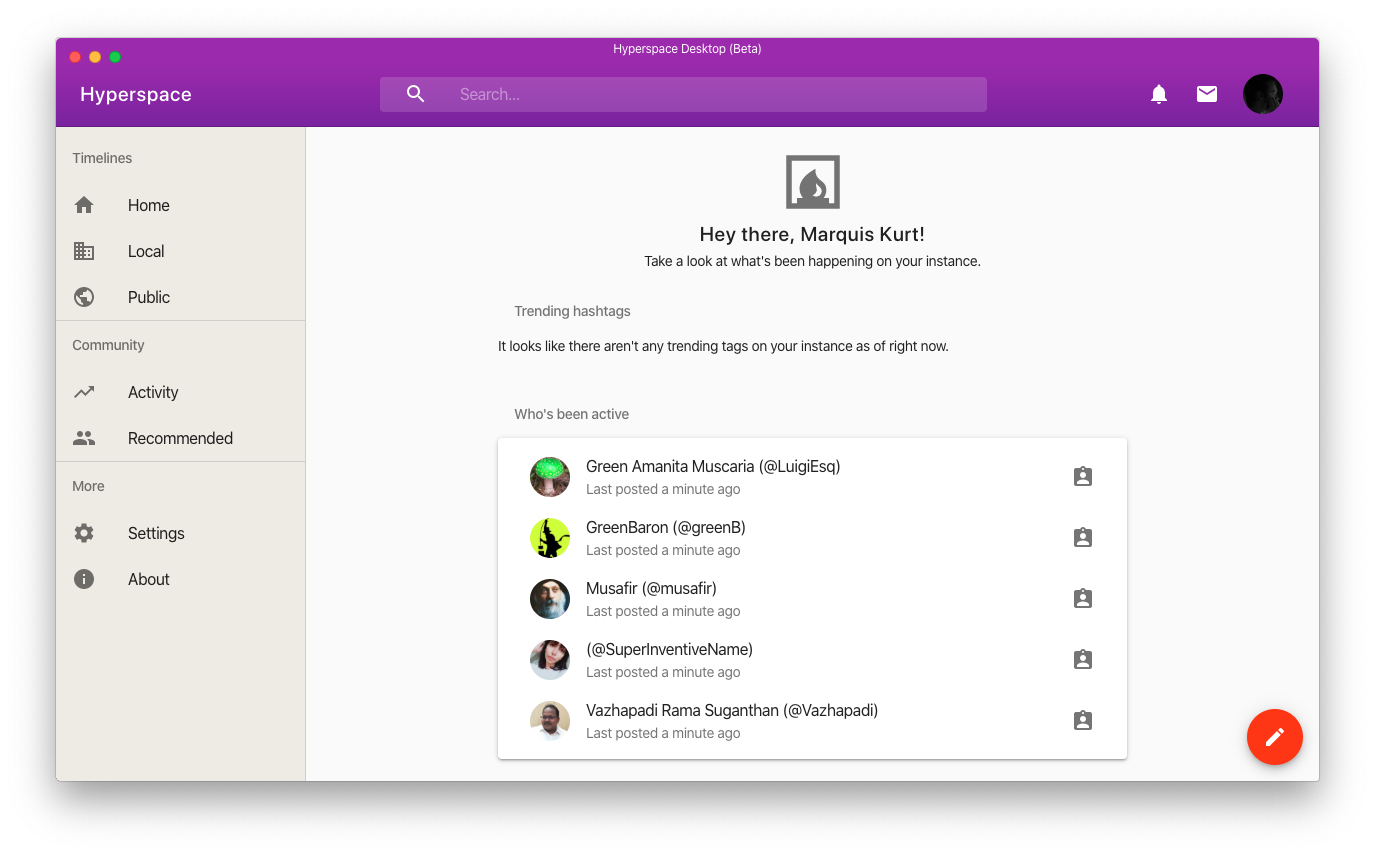 Hyperspace Desktop (Beta)
Hyperspace
Search...
Timelines
Home
Local
Public
Community
Activity
Recommended
More
Settings
About
Hey there, Marquis Kurt!
Take a look at what's been happening on your instance.
Trending hashtags
It looks like there aren't any trending tags on your instance as of right now.
Who's been active
Green Amanita Muscaria (@LuigiEsq)
Last posted a minute ago
GreenBaron (@greenB)
Last posted a minute ago
Musafir (@musafir)
Last posted a minute ago
(@SuperInventiveName)
Last posted a minute ago
Vazhapadi Rama Suganthan (@Vazhapadi)
Last posted a minute ago